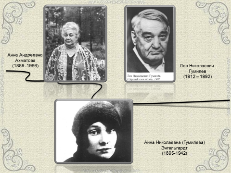 Анна Андреевна
Ахматова
(1889-1966)
Лев Николаевич
Гумилев
(1912 – 1992)
Анна Николаевна (Гумилева)
Энгельгардт
(1895-1942)